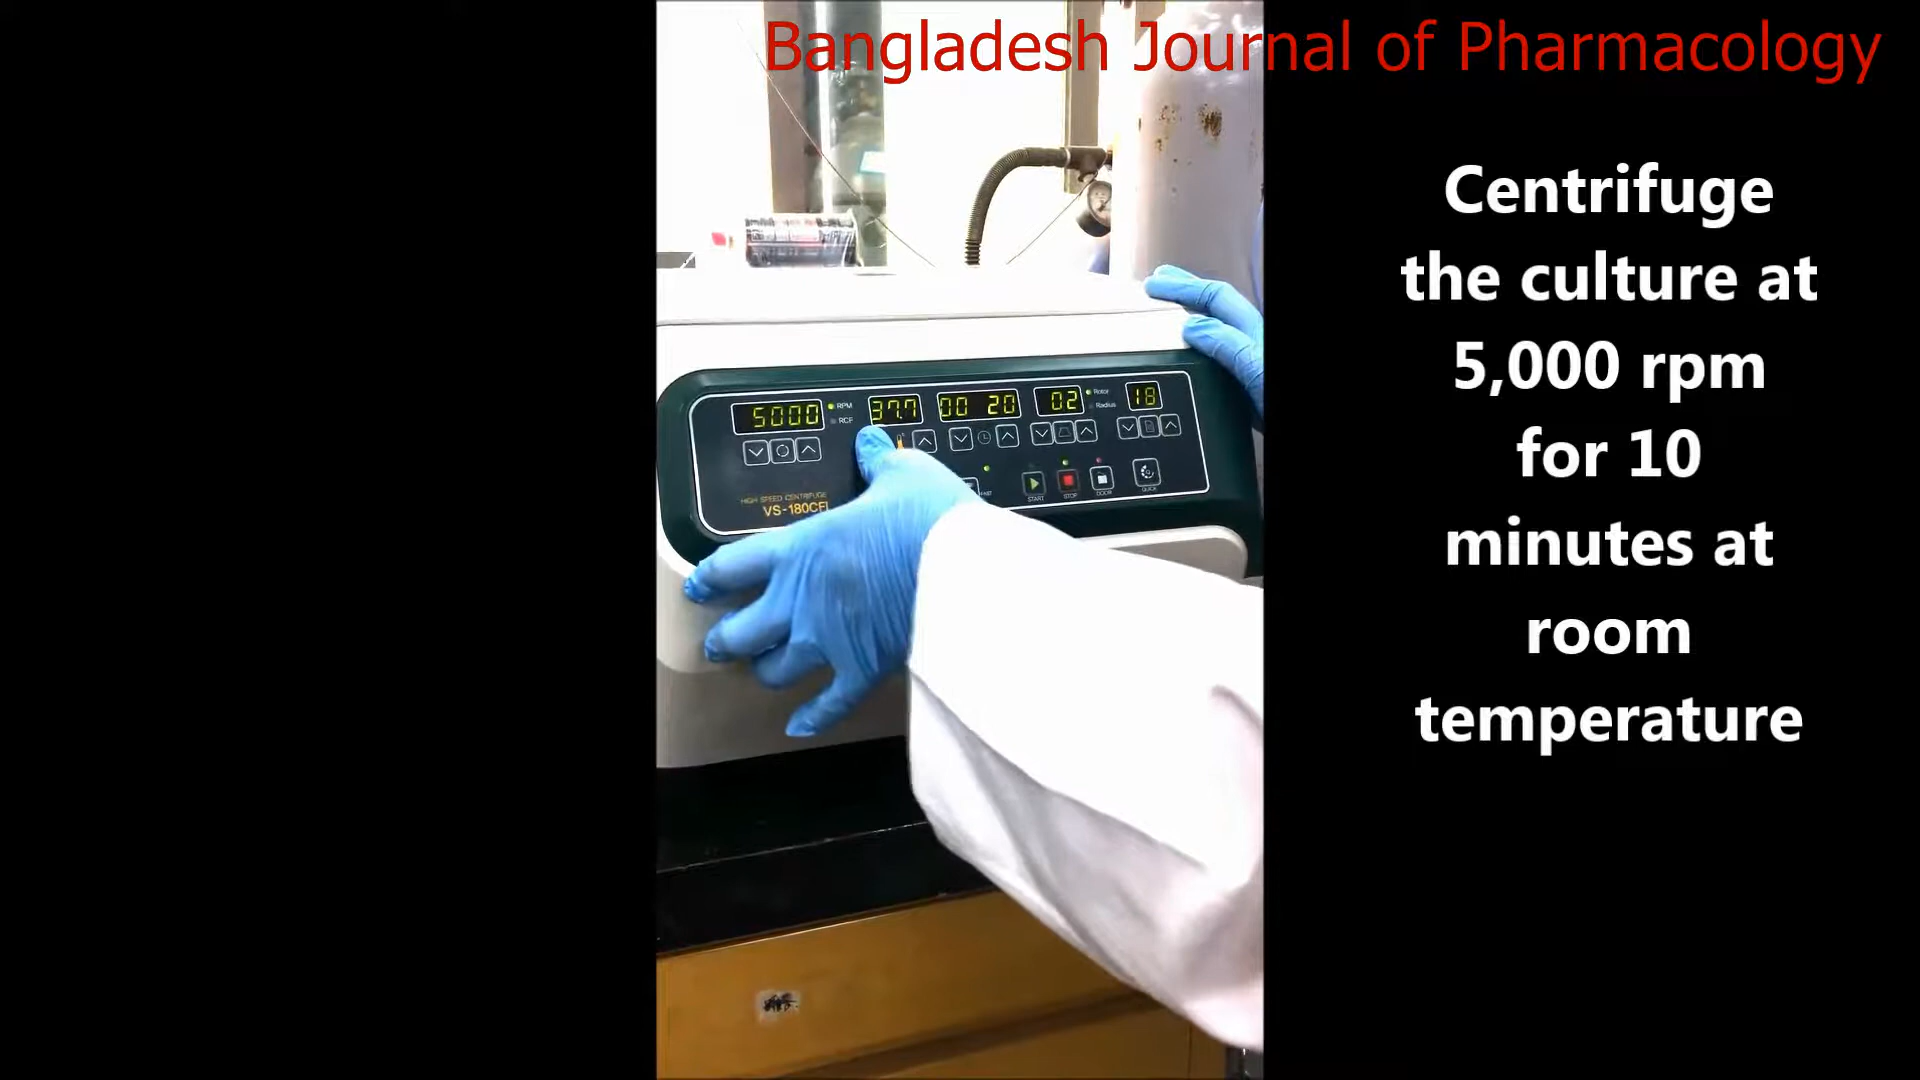 Bangladesh Journal of Pharmacology
Centrifuge
the culture at
5,000 rpm
for 10
minutes at
room
temperature
5000 RPM 37.7 00 20 02 Rotor 18
RCF Radius
START STOP DOOR QUICK
HIGH SPEED CENTRIFUGE
VS-180CFi